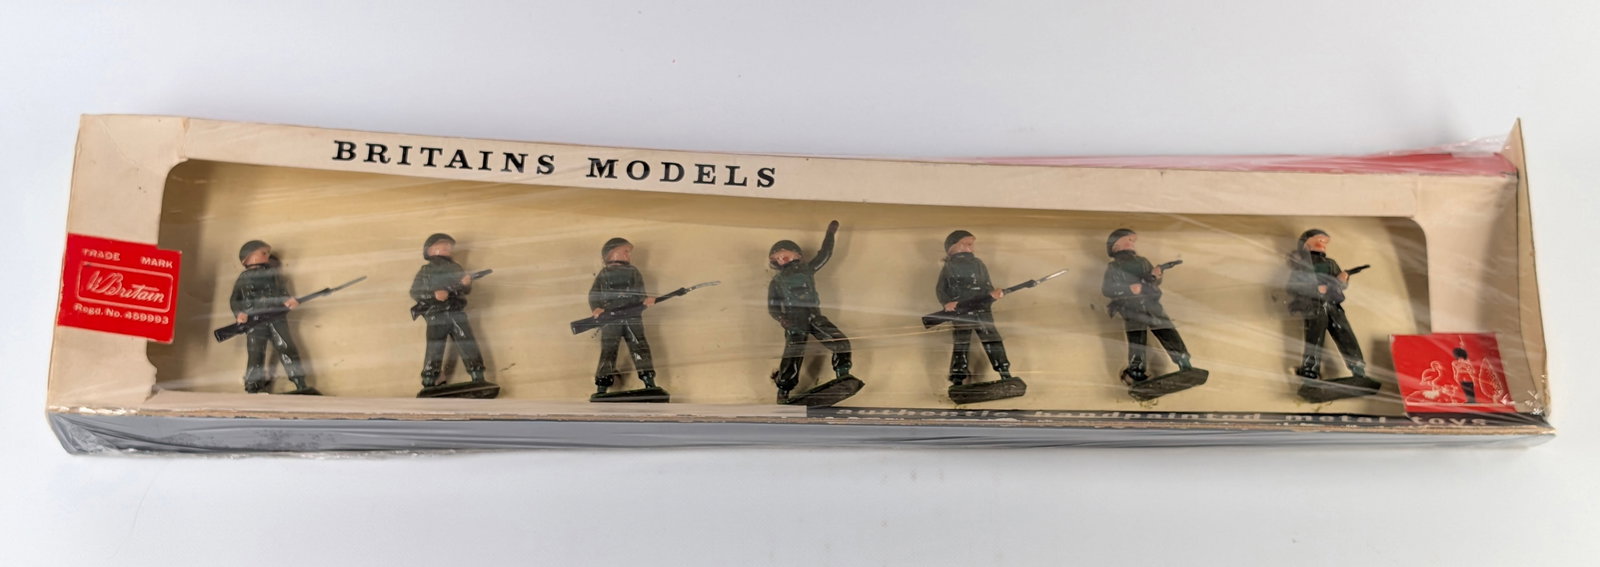 BRITAINS MODELS
TRADE MARK
W Britain
Regd. No. 459993
authentic handpainted metal toys